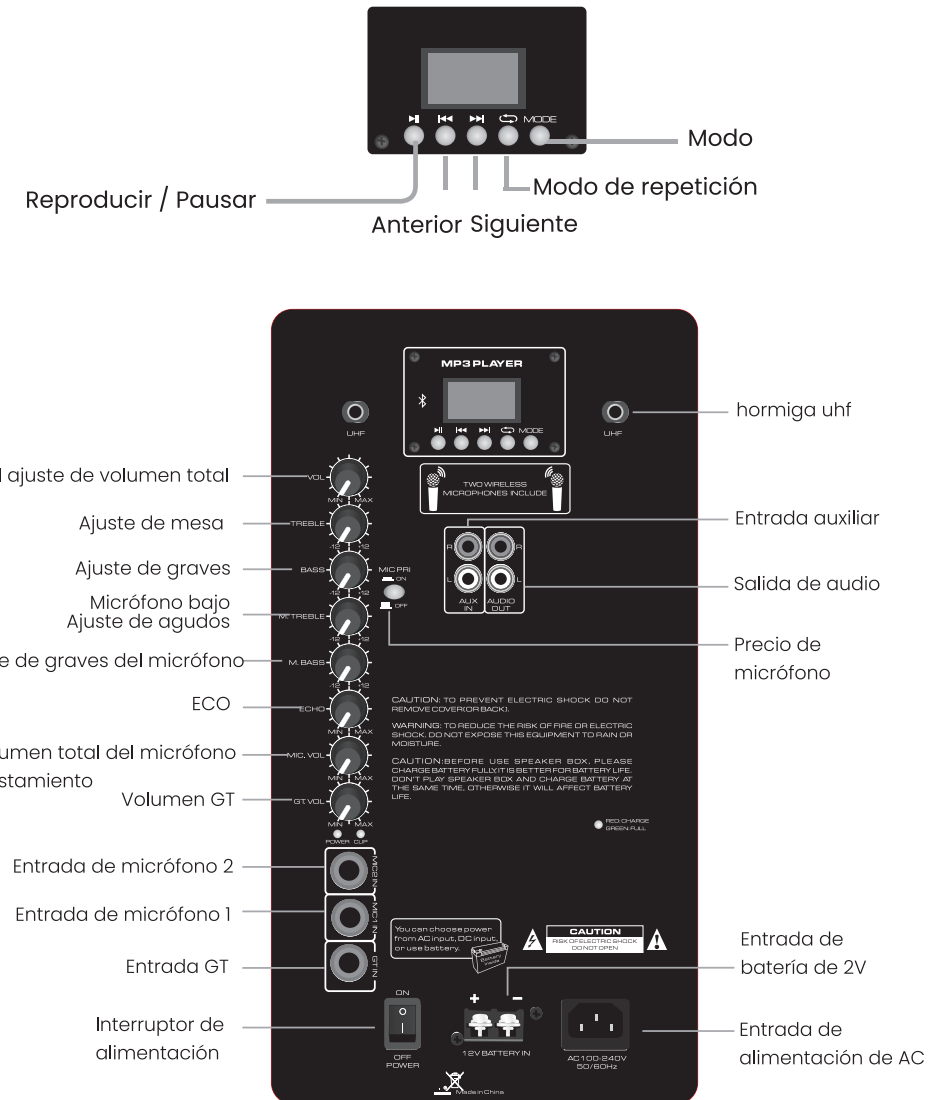 MODE
Modo
Modo de repetición
Reproducir / Pausar
Anterior Siguiente
MP3 PLAYER
MODE
UHF
UHF
hormiga uhf
l ajuste de volumen total
VOL
MIN MAX
TWO WIRELESS
MICROPHONES INCLUDE
Ajuste de mesa
TREBLE
-12 +12
Entrada auxiliar
R R
L L
AUX
IN
AUDIO
OUT
Salida de audio
Ajuste de graves
BASS
-12 +12
MIC PRI
ON
OFF
Micrófono bajo
Ajuste de agudos
M. TREBLE
-12 +12
Precio de
micrófono
e de graves del micrófono
M. BASS
-12 +12
ECO
ECHO
MIN MAX
CAUTION: TO PREVENT ELECTRIC SHOCK DO NOT
REMOVE COVER(OR BACK).
WARNING: TO REDUCE THE RISK OF FIRE OR ELECTRIC
SHOCK. DO NOT EXPOSE THIS EQUIPMENT TO RAIN OR
MOISTURE.
CAUTION:BEFORE USE SPEAKER BOX, PLEASE
CHARGE BATTERY FULLY,IT IS BETTER FOR BATTERY LIFE.
DON'T PLAY SPEAKER BOX AND CHARGE BATTERY AT
THE SAME TIME, OTHERWISE IT WILL AFFECT BATTERY
LIFE.
umen total del micrófono
stamiento
MIC. VOL
MIN MAX
Volumen GT
GT. VOL
MIN MAX
POWER CLIP
RED: CHARGE
GREEN: FULL
Entrada de micrófono 2
MIC2 IN
Entrada de micrófono 1
MIC1 IN
Entrada GT
GT IN
You can choose power
from AC input, DC input,
or use battery.
Battery
inside
CAUTION
RISK OF ELECTRIC SHOCK
DO NOT OPEN
Entrada de
batería de 2V
Interruptor de
alimentación
ON
OFF
POWER
+ −
12V BATTERY IN
AC100-240V
50/60Hz
Entrada de
alimentación de AC
Made in China